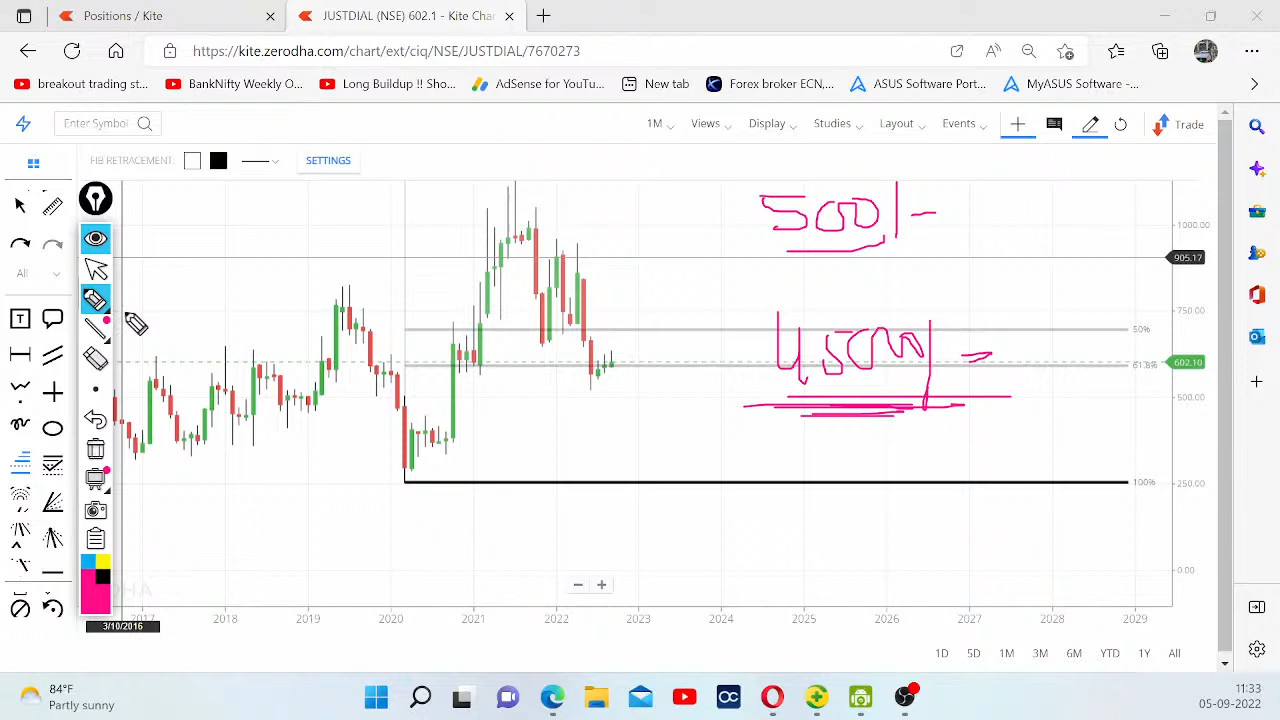 Positions / Kite
JUSTDIAL (NSE) 602.1 - Kite Cha
https://kite.zerodha.com/chart/ext/ciq/NSE/JUSTDIAL/7670273
breakout trading st... BankNifty Weekly O... Long Buildup !! Sho... AdSense for YouTu... New tab Forex broker ECN,... ASUS Software Port... MyASUS Software -...
Enter Symbol 1M Views Display Studies Layout Events Trade
FIB RETRACEMENT: SETTINGS
500/-
1000.00
905.17
750.00
50%
4,5000/=
602.10
61.8%
All
500.00
100%
250.00
0.00
2017 2018 2019 2020 2021 2022 2023 2024 2025 2026 2027 2028 2029
/10/2016
1D 5D 1M 3M 6M YTD 1Y All
84°F
Partly sunny
11:33
05-09-2022